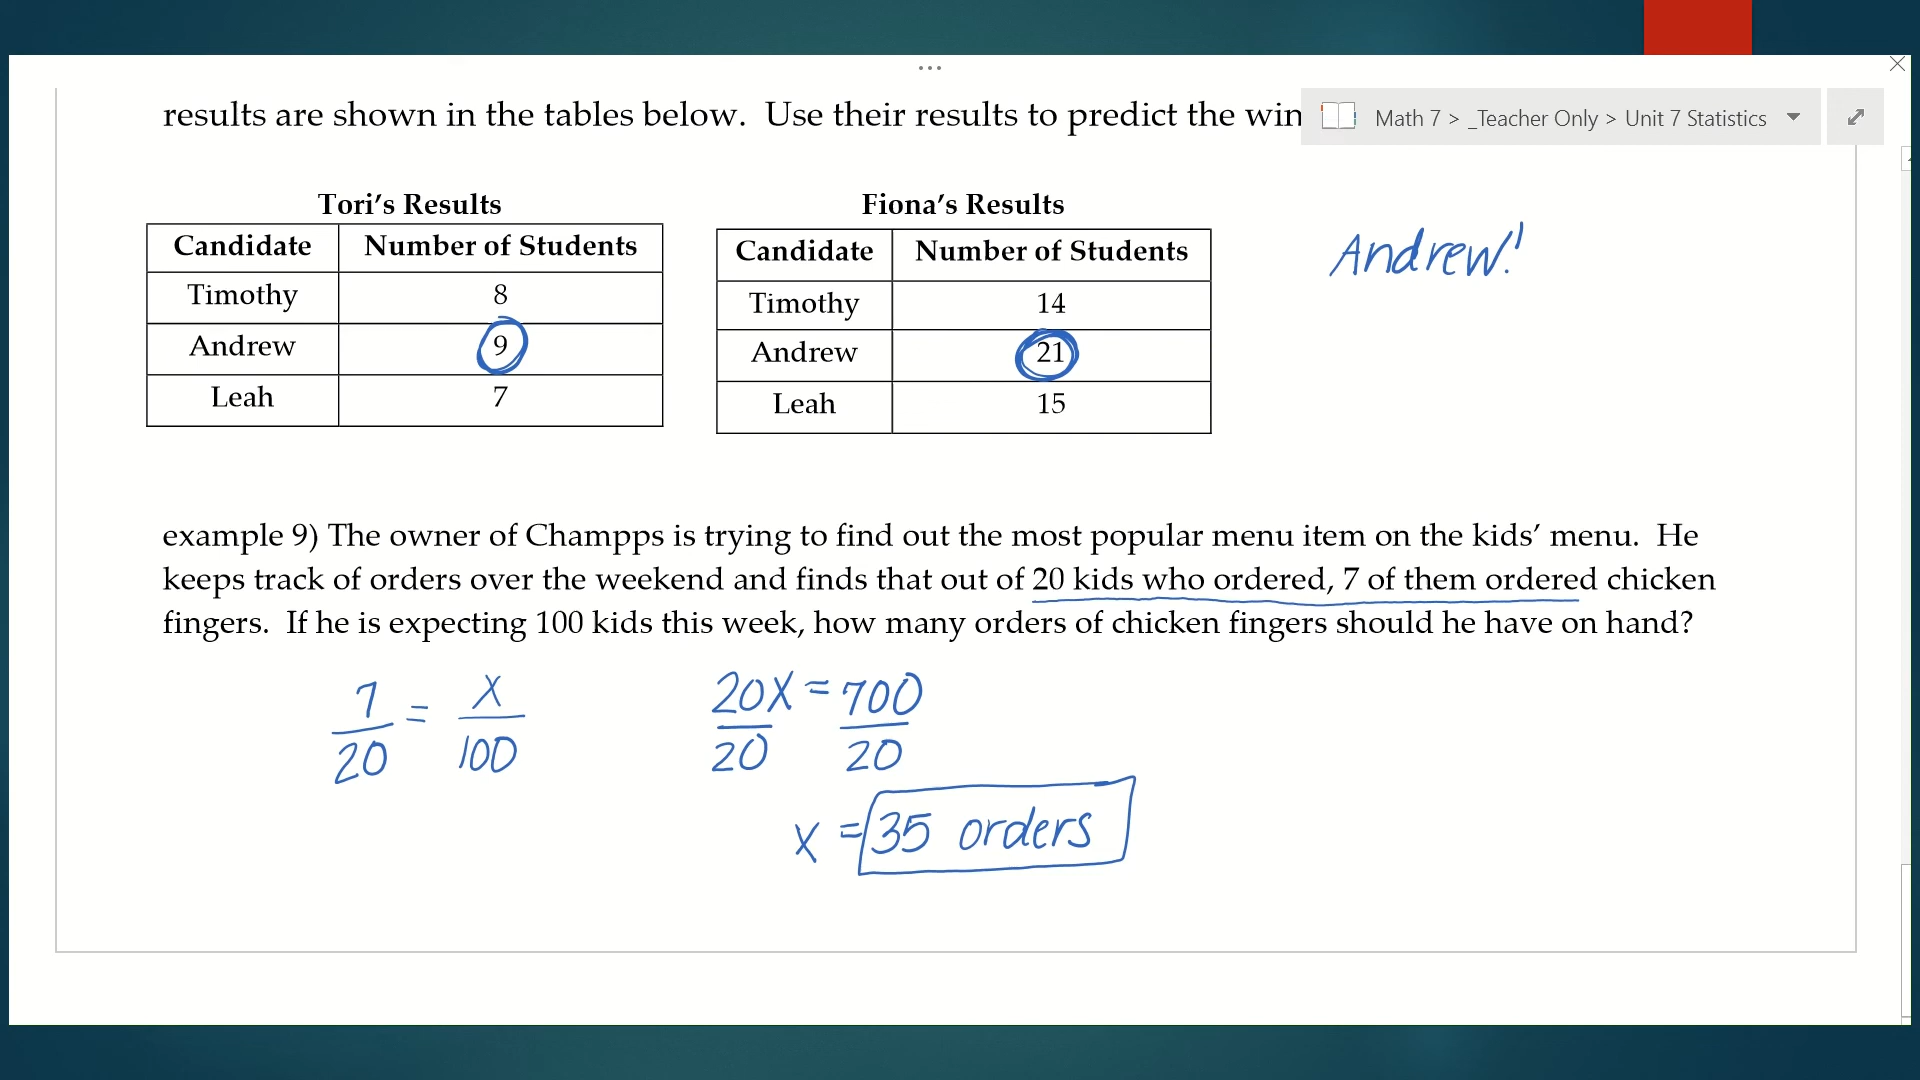 results are shown in the tables below. Use their results to predict the win
Math 7 > _Teacher Only > Unit 7 Statistics
Tori's Results
Candidate Number of Students
Timothy 8
Andrew 9
Leah 7
Fiona's Results
Candidate Number of Students
Timothy 14
Andrew 21
Leah 15
Andrew!
example 9) The owner of Champps is trying to find out the most popular menu item on the kids' menu. He
keeps track of orders over the weekend and finds that out of 20 kids who ordered, 7 of them ordered chicken
fingers. If he is expecting 100 kids this week, how many orders of chicken fingers should he have on hand?
7/20 = x/100
20x/20 = 700/20
x = 35 orders